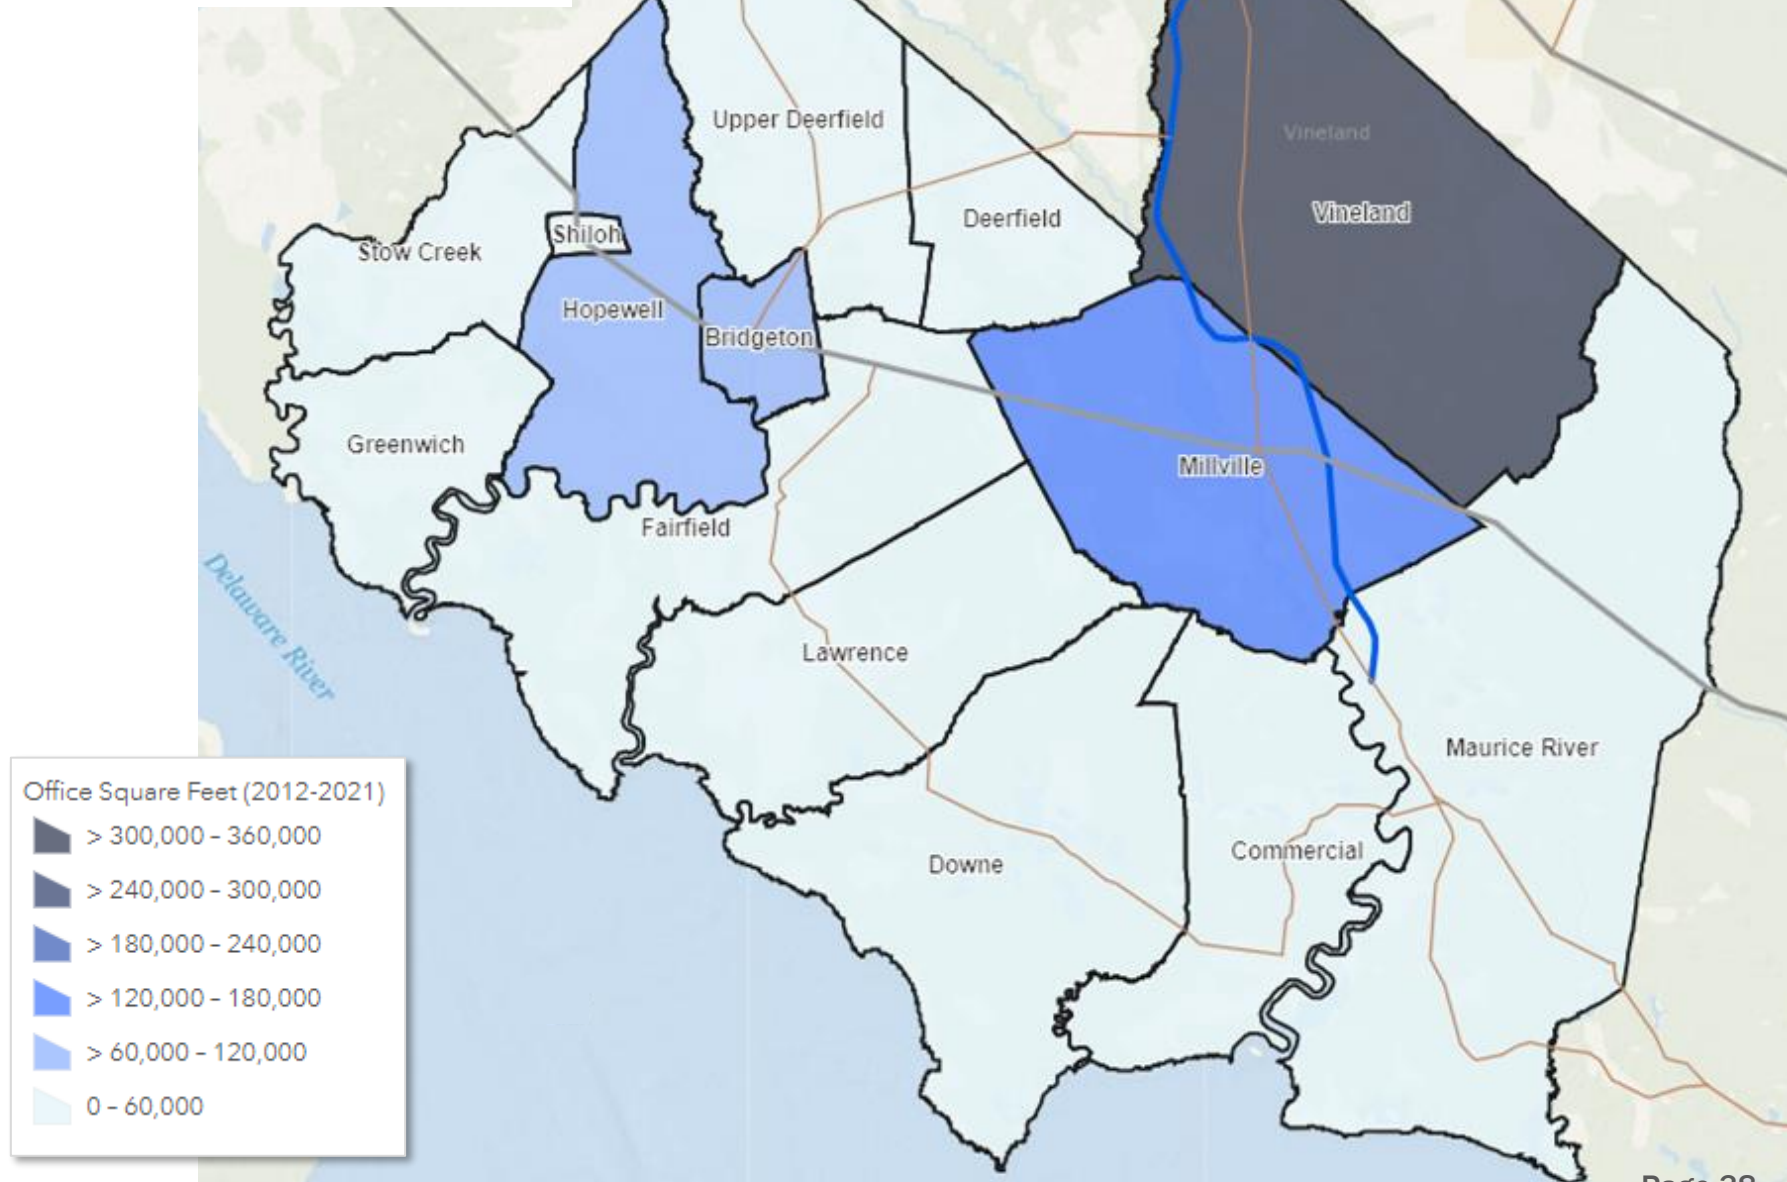 Upper Deerfield
Vineland
Vineland
Deerfield
Shiloh
Stow Creek
Hopewell
Bridgeton
Greenwich
Millville
Fairfield
Delaware River
Lawrence
Maurice River
Commercial
Downe
Office Square Feet (2012-2021)
> 300,000 – 360,000
> 240,000 – 300,000
> 180,000 – 240,000
> 120,000 – 180,000
> 60,000 – 120,000
0 – 60,000
Page 38